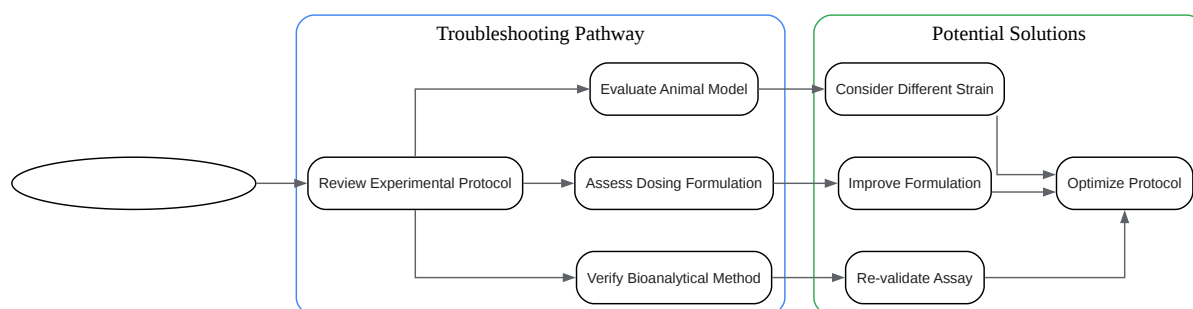 Troubleshooting Pathway
Potential Solutions
Evaluate Animal Model
Consider Different Strain
Review Experimental Protocol
Assess Dosing Formulation
Improve Formulation
Optimize Protocol
Verify Bioanalytical Method
Re-validate Assay